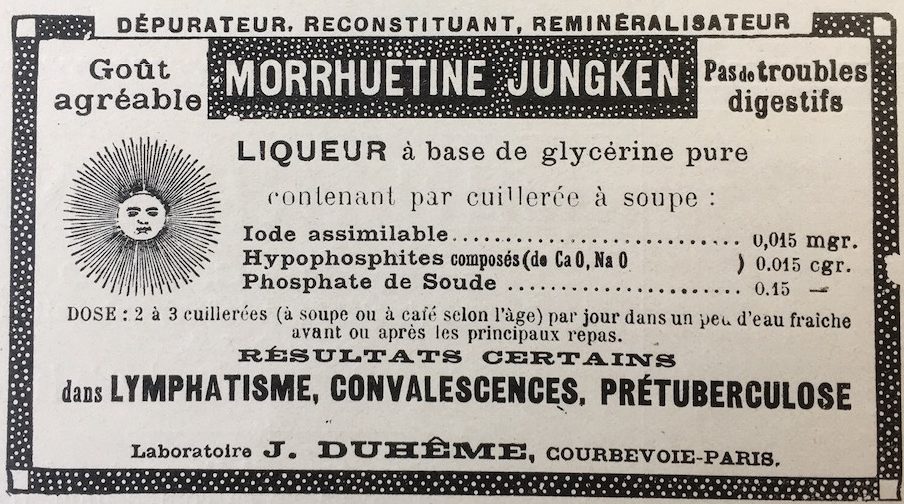 DÉPURATEUR, RECONSTITUANT, REMINÉRALISATEUR
Goût agréable
MORRHUËTINE JUNGKEN
Pas de troubles digestifs
LIQUEUR à base de glycérine pure
contenant par cuillerée à soupe :
Iode assimilable.......................... 0,015 mgr.
Hypophosphites composés (de Ca O, Na O ) 0.015 cgr.
Phosphate de Soude ..................... 0.15 —
DOSE : 2 à 3 cuillerées (à soupe ou à café selon l'âge) par jour dans un peu d'eau fraiche
avant ou après les principaux repas.
RÉSULTATS CERTAINS
dans LYMPHATISME, CONVALESCENCES, PRÉTUBERCULOSE
Laboratoire J. DUHÊME, COURBEVOIE-PARIS.